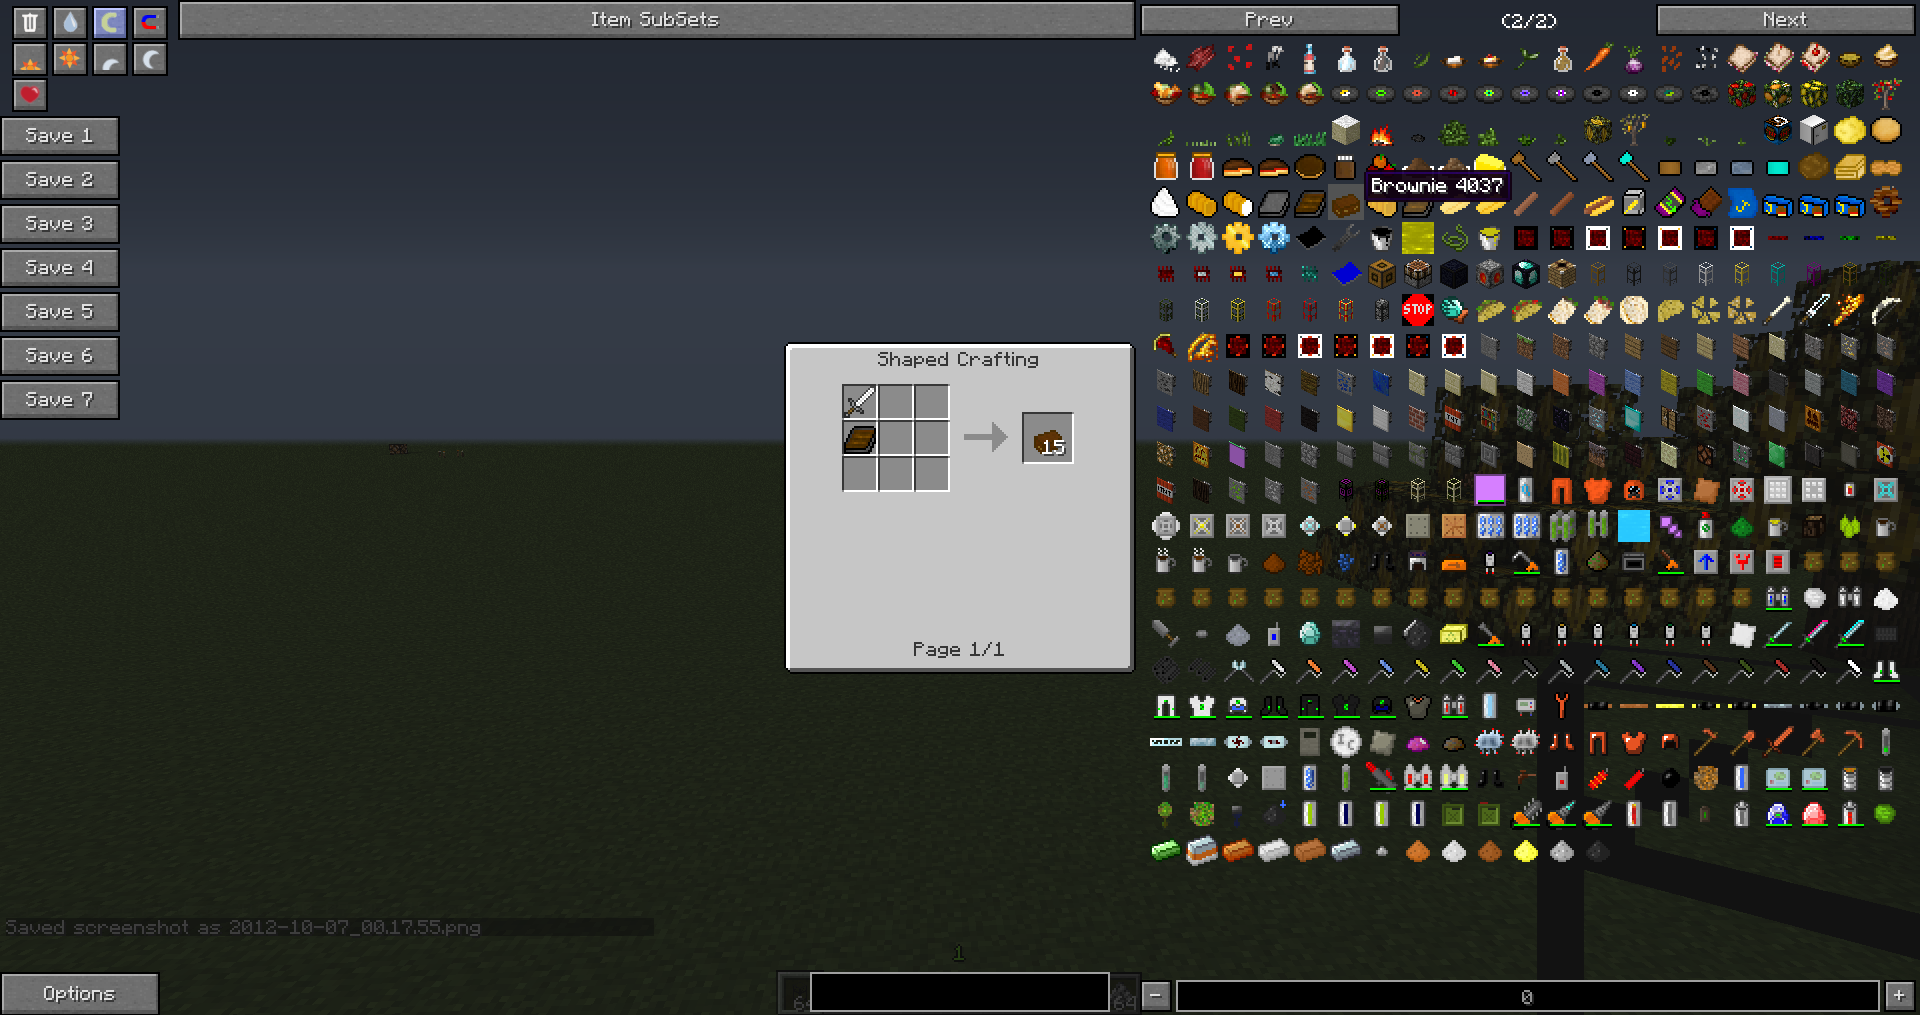 Item SubSets
Prev
(2/2)
Next
Save 1
Save 2
Save 3
Save 4
Save 5
Save 6
Save 7
Brownie 4037
STOP
Shaped Crafting
15
Page 1/1
Saved screenshot as 2012-10-07_00.17.55.png
1
Options
64
64
-
0
+